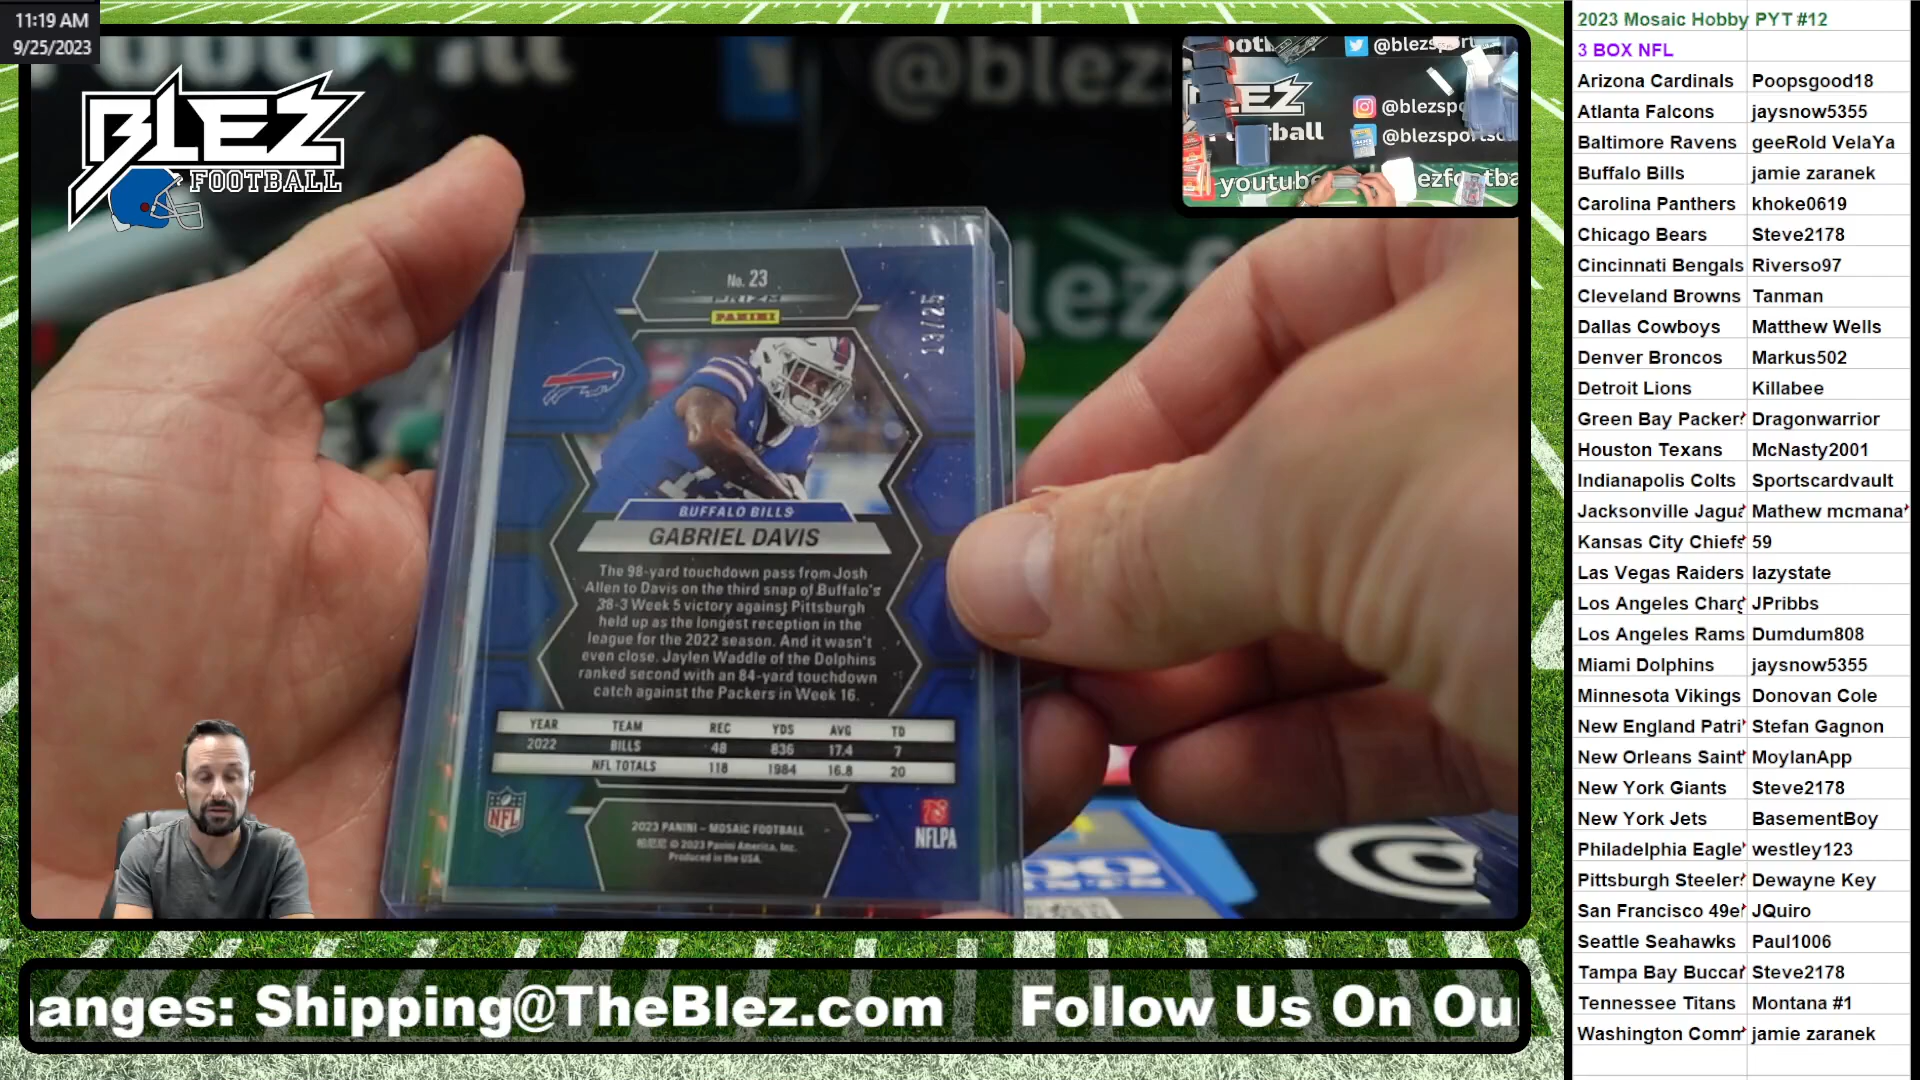 11:19 AM
9/25/2023
BLEZ
FOOTBALL
@blezsport
@blezspo
@blezsports
youtube
ezfootba
No. 23
PRIZM
PANINI
19/25
BUFFALO BILLS
GABRIEL DAVIS
The 98-yard touchdown pass from Josh
Allen to Davis on the third snap of Buffalo's
38-3 Week 5 victory against Pittsburgh
held up as the longest reception in the
league for the 2022 season. And it wasn't
even close. Jaylen Waddle of the Dolphins
ranked second with an 84-yard touchdown
catch against the Packers in Week 16.
YEAR TEAM REC YDS AVG TD
2022 BILLS 48 836 17.4 7
NFL TOTALS 118 1984 16.8 20
NFL
NFLPA
2023 PANINI – MOSAIC FOOTBALL
© 2023 Panini America, Inc.
Produced in the USA.
anges: Shipping@TheBlez.com Follow Us On Ou
2023 Mosaic Hobby PYT #12
3 BOX NFL
Arizona Cardinals Poopsgood18
Atlanta Falcons jaysnow5355
Baltimore Ravens geeRold VelaYa
Buffalo Bills jamie zaranek
Carolina Panthers khoke0619
Chicago Bears Steve2178
Cincinnati Bengals Riverso97
Cleveland Browns Tanman
Dallas Cowboys Matthew Wells
Denver Broncos Markus502
Detroit Lions Killabee
Green Bay Packer Dragonwarrior
Houston Texans McNasty2001
Indianapolis Colts Sportscardvault
Jacksonville Jagua Mathew mcmana
Kansas City Chiefs 59
Las Vegas Raiders lazystate
Los Angeles Charg JPribbs
Los Angeles Rams Dumdum808
Miami Dolphins jaysnow5355
Minnesota Vikings Donovan Cole
New England Patri Stefan Gagnon
New Orleans Saint MoylanApp
New York Giants Steve2178
New York Jets BasementBoy
Philadelphia Eagle westley123
Pittsburgh Steeler Dewayne Key
San Francisco 49e JQuiro
Seattle Seahawks Paul1006
Tampa Bay Buccar Steve2178
Tennessee Titans Montana #1
Washington Comm jamie zaranek